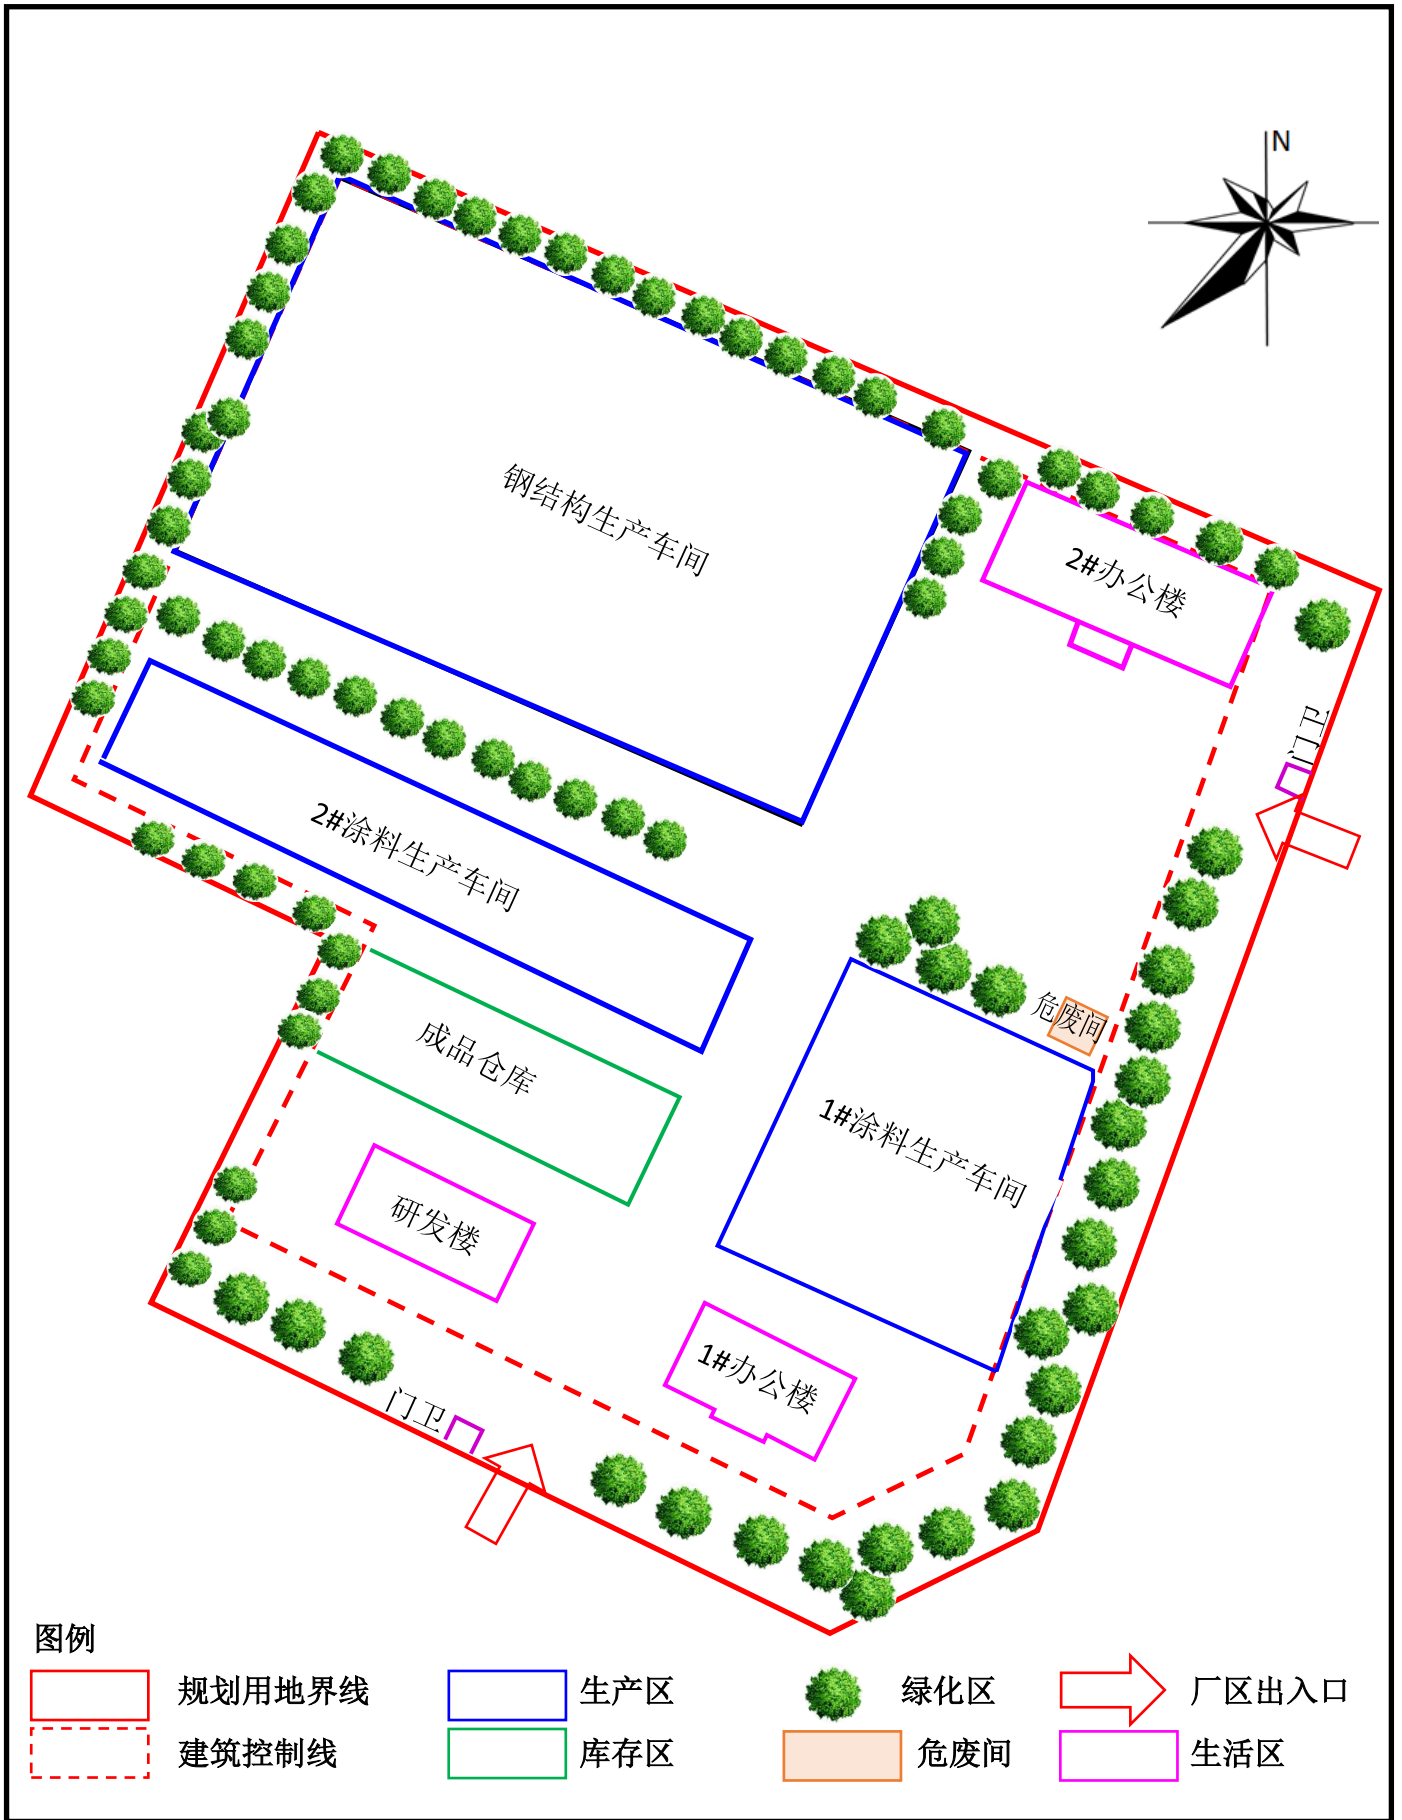 N
钢结构生产车间
2#办公楼
门卫
2#涂料生产车间
危废间
成品仓库
1#涂料生产车间
研发楼
1#办公楼
门卫
图例
规划用地界线
生产区
绿化区
厂区出入口
建筑控制线
库存区
危废间
生活区